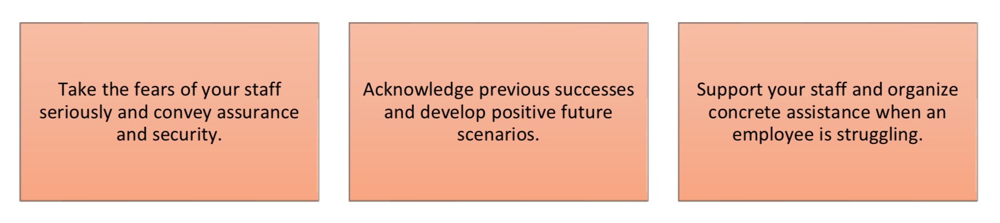 Take the fears of your staff
seriously and convey assurance
and security.
Acknowledge previous successes
and develop positive future
scenarios.
Support your staff and organize
concrete assistance when an
employee is struggling.